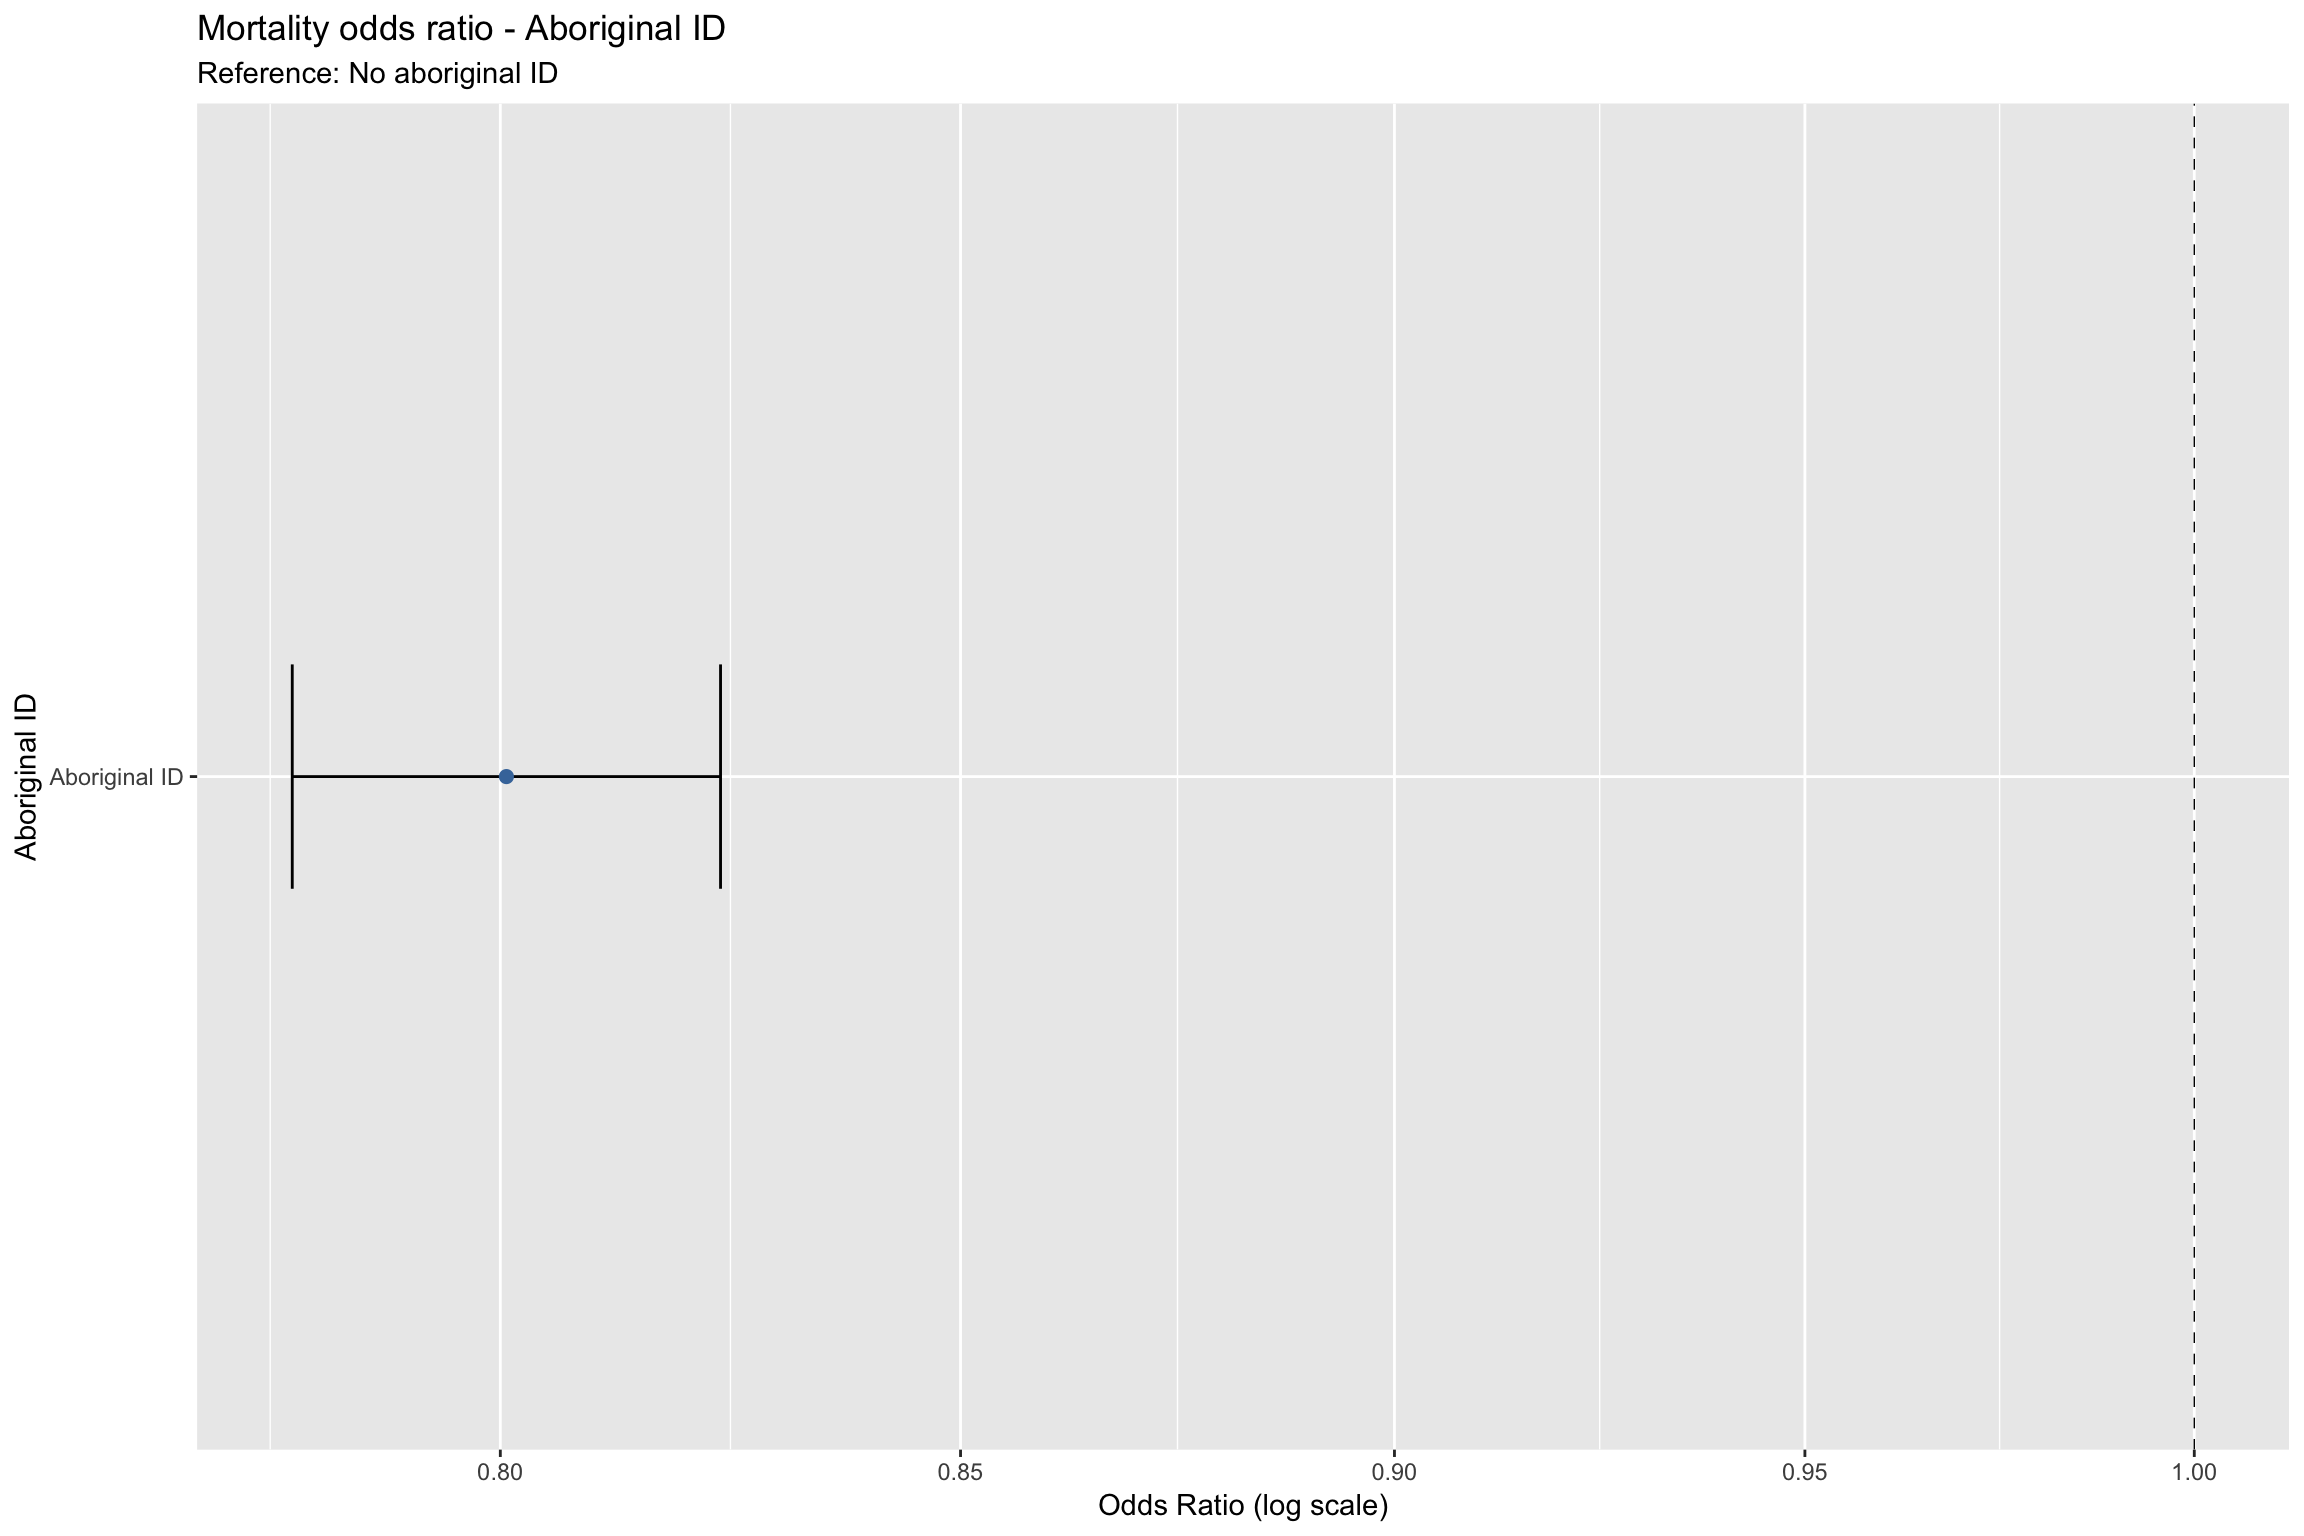 Mortality odds ratio - Aboriginal ID
Reference: No aboriginal ID
Aboriginal ID
Aboriginal ID
0.80
0.85
0.90
0.95
1.00
Odds Ratio (log scale)